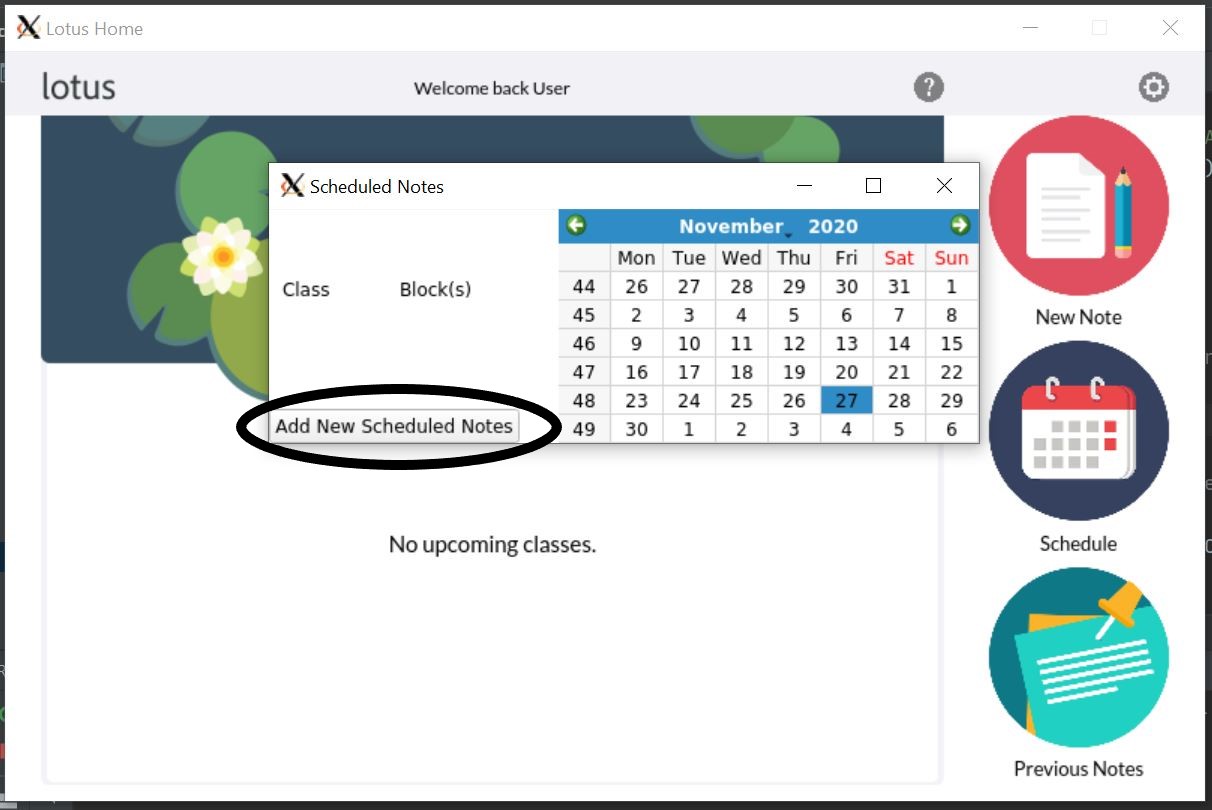 Lotus Home
lotus
Welcome back User
?
Scheduled Notes
November 2020
Mon Tue Wed Thu Fri Sat Sun
44 26 27 28 29 30 31 1
45 2 3 4 5 6 7 8
46 9 10 11 12 13 14 15
47 16 17 18 19 20 21 22
48 23 24 25 26 27 28 29
49 30 1 2 3 4 5 6
Class Block(s)
Add New Scheduled Notes
No upcoming classes.
New Note
Schedule
Previous Notes